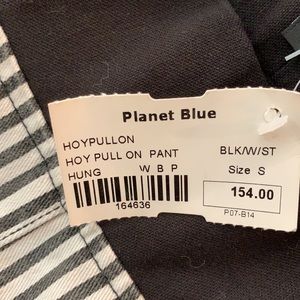 Planet Blue
HOYPULLON
HOY PULL ON PANT BLK/W/ST
HUNG W B P Size S
154.00
164636 P07-B14